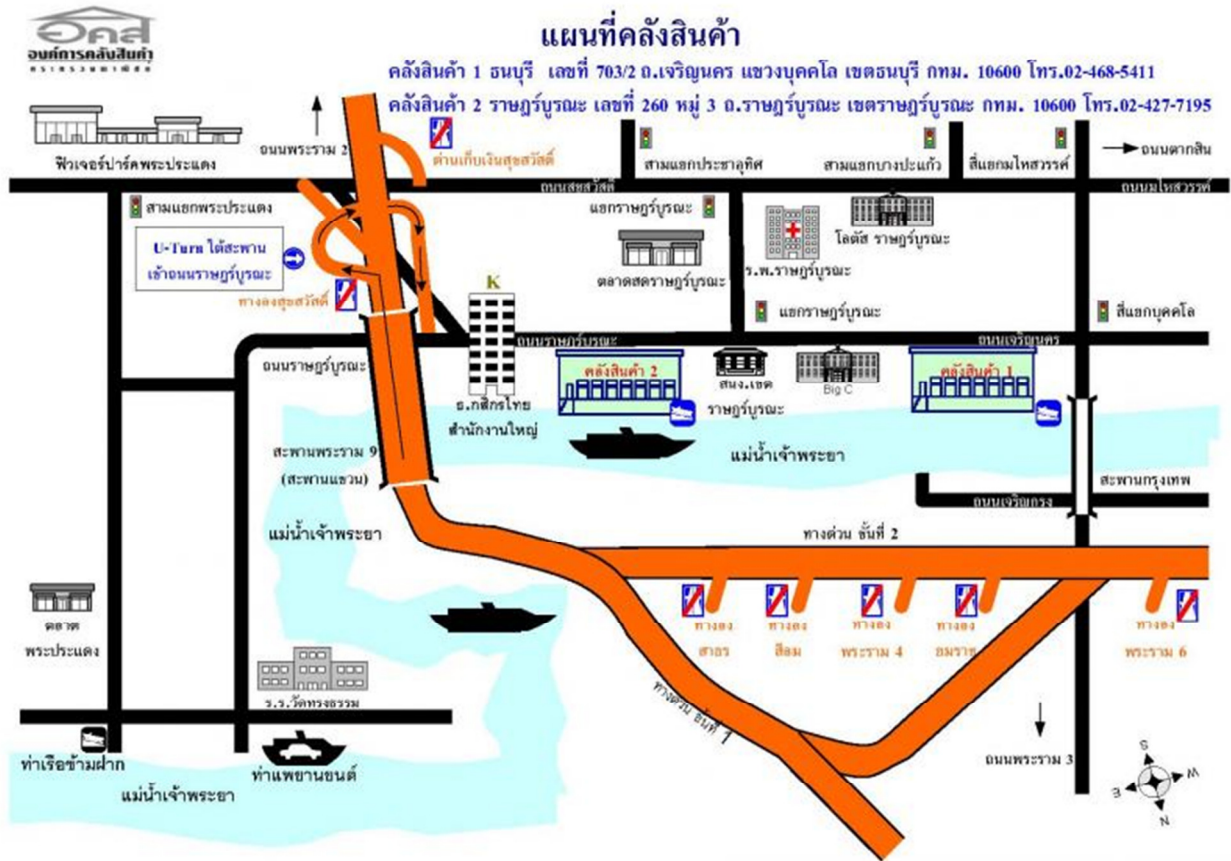 อคส
องค์การคลังสินค้า
กระทรวงพาณิชย์
แผนที่คลังสินค้า
คลังสินค้า 1 ธนบุรี เลขที่ 703/2 ถ.เจริญนคร แขวงบุคคโล เขตธนบุรี กทม. 10600 โทร.02-468-5411
คลังสินค้า 2 ราษฎร์บูรณะ เลขที่ 260 หมู่ 3 ถ.ราษฎร์บูรณะ เขตราษฎร์บูรณะ กทม. 10600 โทร.02-427-7195
ฟิวเจอร์ปาร์คพระประแดง
ถนนพระราม 2
ด่านเก็บเงินสุขสวัสดิ์
สามแยกประชาอุทิศ
สามแยกบางปะแก้ว
สี่แยกมไหสวรรค์
ถนนตากสิน
ถนนสุขสวัสดิ์
ถนนมไหสวรรค์
สามแยกพระประแดง
แยกราษฎร์บูรณะ
โลตัส ราษฎร์บูรณะ
U-Turn ใต้สะพาน
เข้าถนนราษฎร์บูรณะ
ทางลงสุขสวัสดิ์
K
ตลาดสดราษฎร์บูรณะ
ร.พ.ราษฎร์บูรณะ
แยกราษฎร์บูรณะ
สี่แยกบุคคโล
ถนนราษฎร์บูรณะ
ถนนเจริญนคร
ถนนราษฎร์บูรณะ
คลังสินค้า 2
คลังสินค้า 1
สนง.เขต
ราษฎร์บูรณะ
Big C
ธ.กสิกรไทย
สำนักงานใหญ่
สะพานพระราม 9
(สะพานแขวน)
แม่น้ำเจ้าพระยา
สะพานกรุงเทพ
ถนนเจริญกรุง
แม่น้ำเจ้าพระยา
ทางด่วน ขั้นที่ 2
ทางลง
สาธร
ทางลง
สีลม
ทางลง
พระราม 4
ทางลง
ยมราช
ทางลง
พระราม 6
ตลาด
พระประแดง
ร.ร.วัดทรงธรรม
ทางด่วน ขั้นที่ 1
ท่าเรือข้ามฝาก
ท่าแพยานยนต์
แม่น้ำเจ้าพระยา
ถนนพระราม 3
S
W
E
N